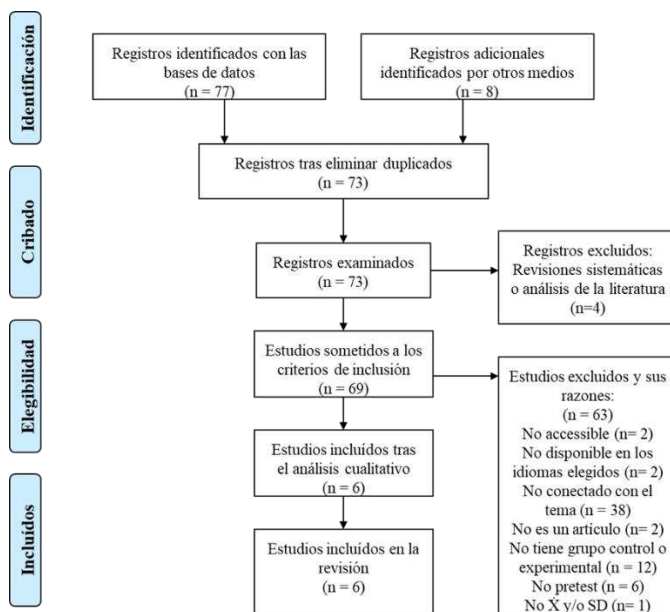 Identificación
Registros identificados con las
bases de datos
(n = 77)
Registros adicionales
identificados por otros medios
(n = 8)
Registros tras eliminar duplicados
(n = 73)
Cribado
Registros examinados
(n = 73)
Registros excluidos:
Revisiones sistemáticas
o análisis de la literatura
(n=4)
Elegibilidad
Estudios sometidos a los
criterios de inclusión
(n = 69)
Estudios excluidos y sus
razones:
(n = 63)
No accessible (n= 2)
No disponible en los
idiomas elegidos (n= 2)
No conectado con el
tema (n = 38)
No es un artículo (n= 2)
No tiene grupo control o
experimental (n = 12)
No pretest (n = 6)
No Ẋ y/o SD (n= 1)
Estudios incluídos tras
el análisis cualitativo
(n = 6)
Incluídos
Estudios incluídos en la
revisión
(n = 6)